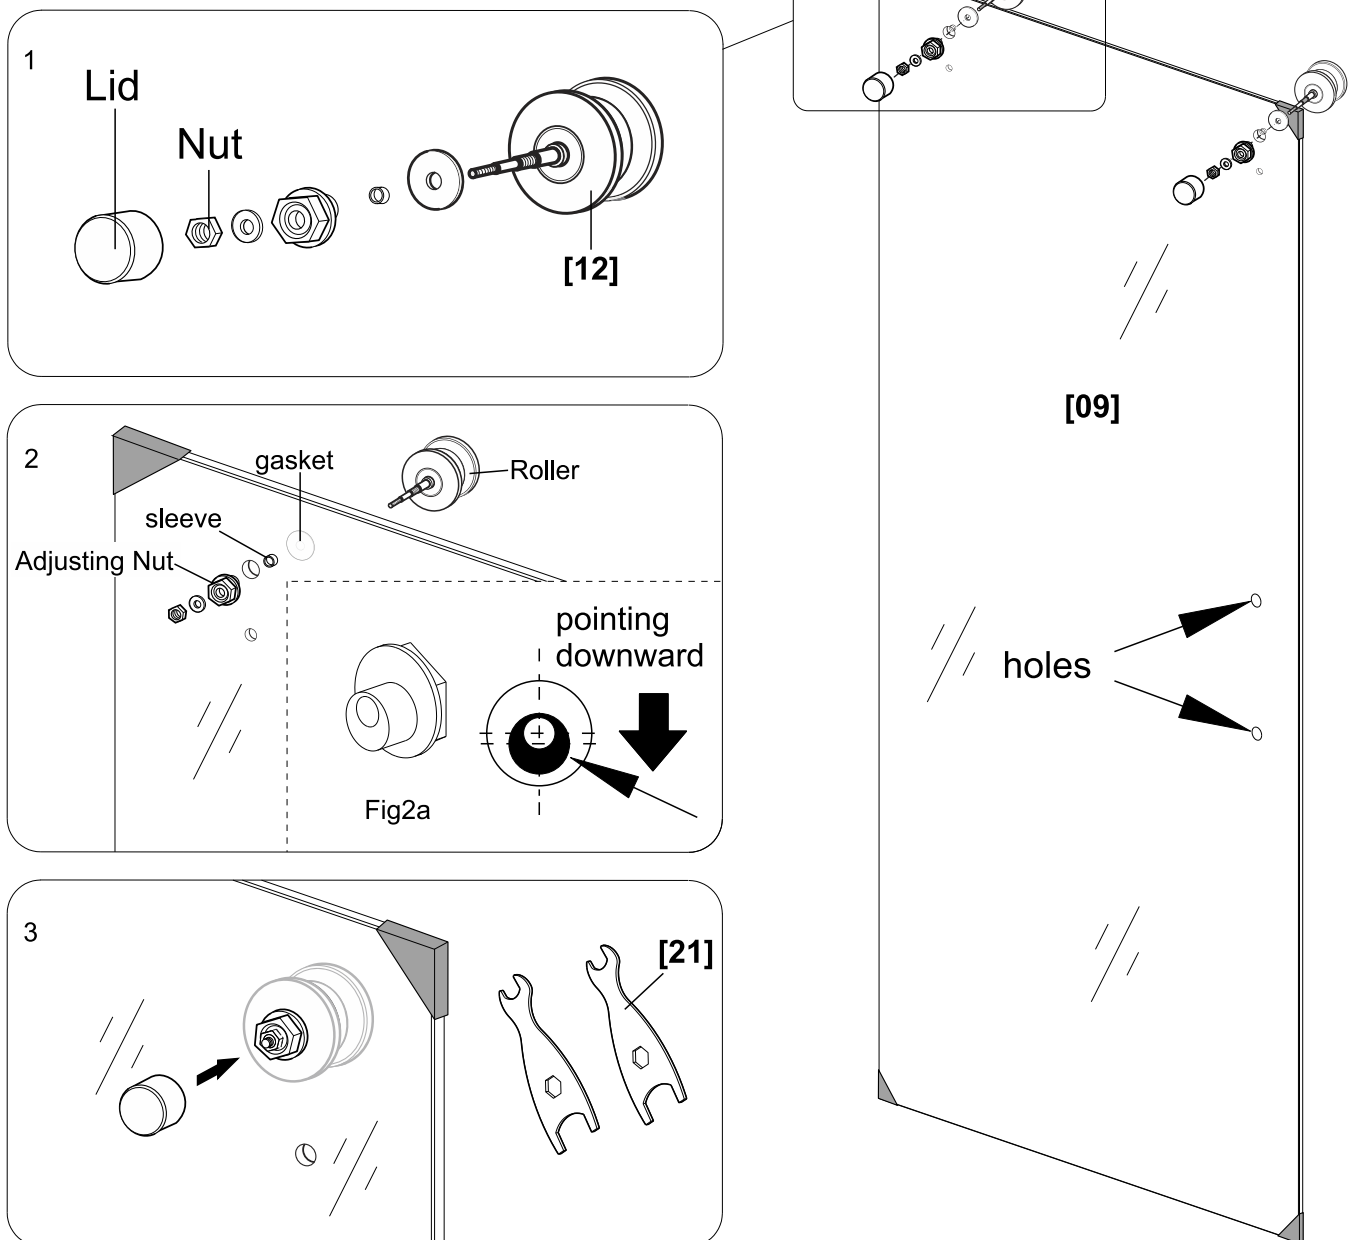 1
Lid
Nut
[12]
2
gasket
Roller
sleeve
Adjusting Nut
pointing
downward
Fig2a
3
[21]
[09]
holes